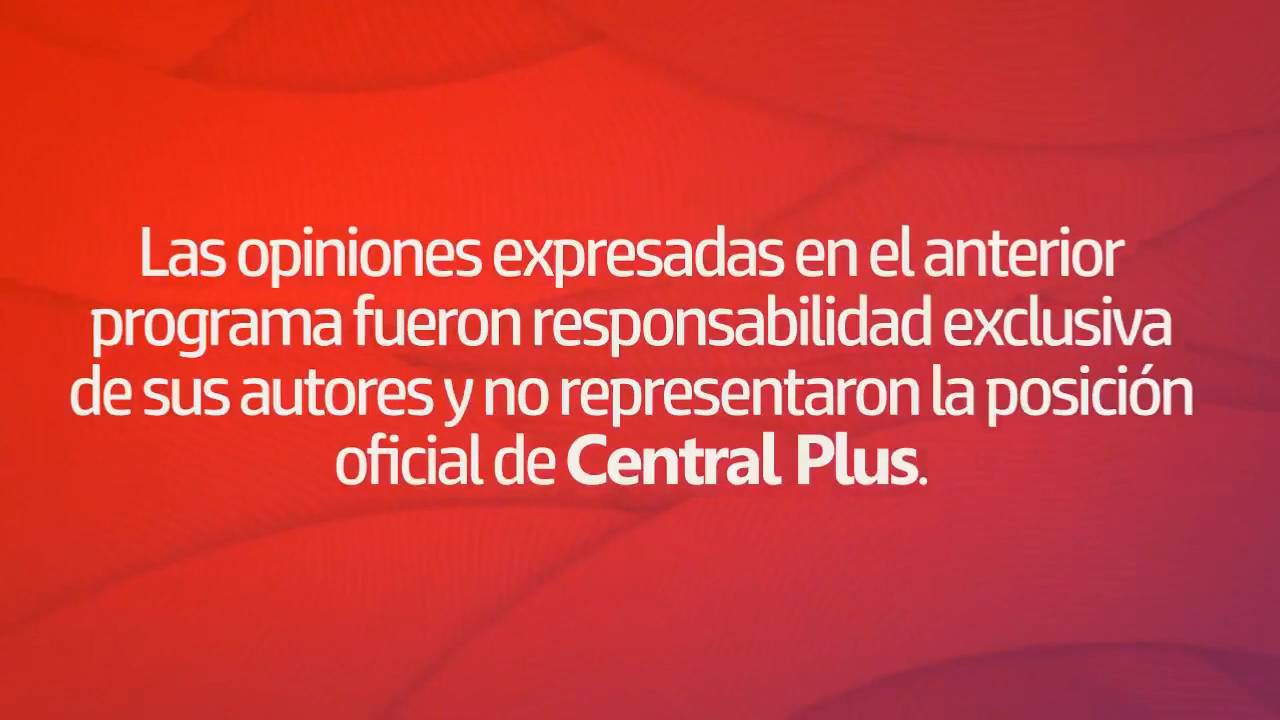 Las opiniones expresadas en el anterior
programa fueron responsabilidad exclusiva
de sus autores y no representaron la posición
oficial de Central Plus.